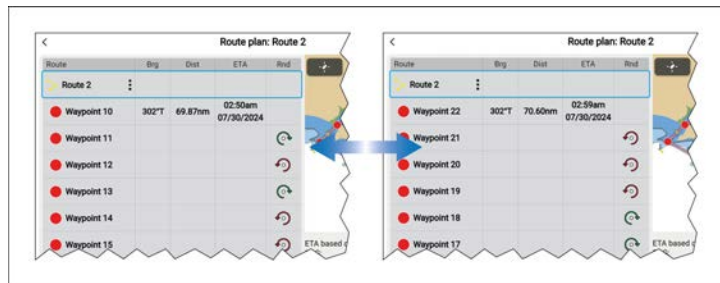 Route plan: Route 2
Route Brg Dist ETA Rnd
Route 2
Waypoint 10 302°T 69.87nm 02:50am 07/30/2024
Waypoint 11
Waypoint 12
Waypoint 13
Waypoint 14
Waypoint 15
ETA based
Route plan: Route 2
Route Brg Dist ETA Rnd
Route 2
Waypoint 22 302°T 70.60nm 02:59am 07/30/2024
Waypoint 21
Waypoint 20
Waypoint 19
Waypoint 18
Waypoint 17
ETA based